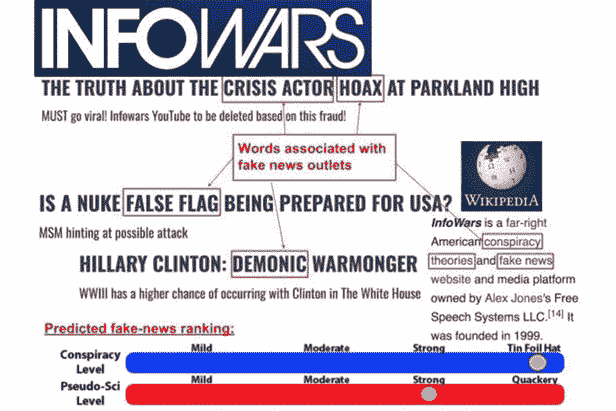 INFOWARS
THE TRUTH ABOUT THE CRISIS ACTOR HOAX AT PARKLAND HIGH
MUST go viral! Infowars YouTube to be deleted based on this fraud!
Words associated with
fake news outlets
IS A NUKE FALSE FLAG BEING PREPARED FOR USA?
MSM hinting at possible attack
HILLARY CLINTON: DEMONIC WARMONGER
WWIII has a higher chance of occurring with Clinton in The White House
WIKIPEDIA
InfoWars is a far-right
American conspiracy
theories and fake news
website and media platform
owned by Alex Jones's Free
Speech Systems LLC.[14] It
was founded in 1999.
Predicted fake-news ranking:
Mild Moderate Strong Tin Foil Hat
Conspiracy
Level
Mild Moderate Strong Quackery
Pseudo-Sci
Level